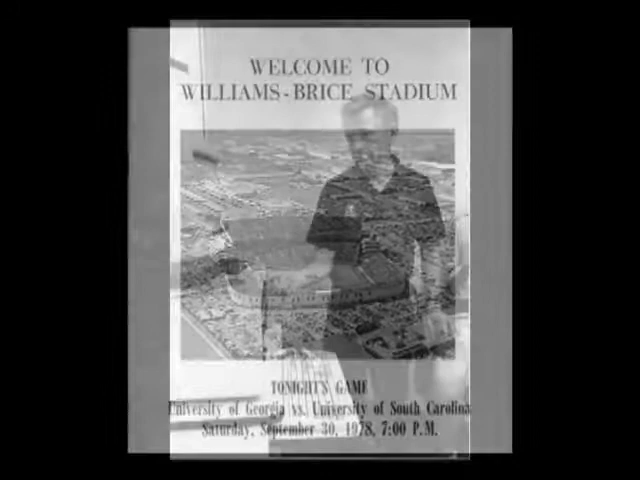 WELCOME TO
WILLIAMS-BRICE STADIUM
TONIGHT'S GAME
University of Georgia vs. University of South Carolina
Saturday, September 30, 1978, 7:00 P.M.